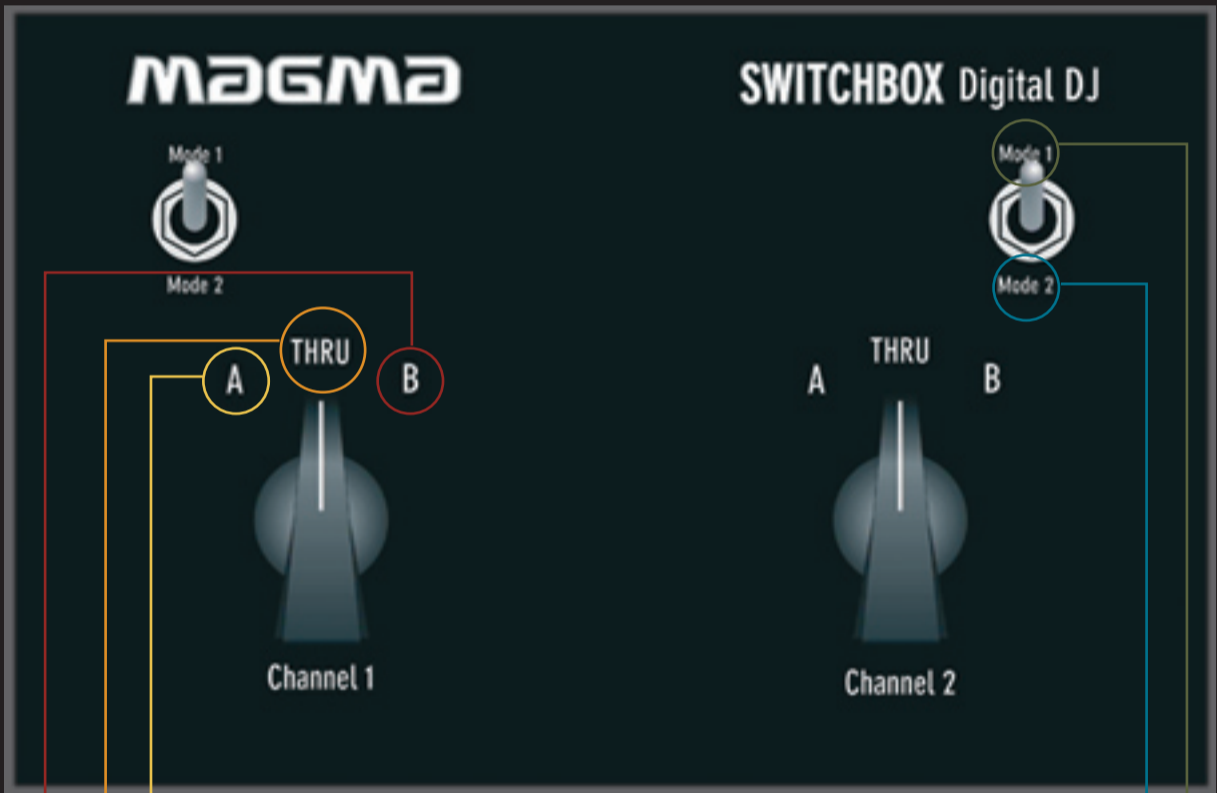 MAGMA
SWITCHBOX Digital DJ
Mode 1
Mode 1
Mode 2
Mode 2
A
THRU
B
A
THRU
B
Channel 1
Channel 2